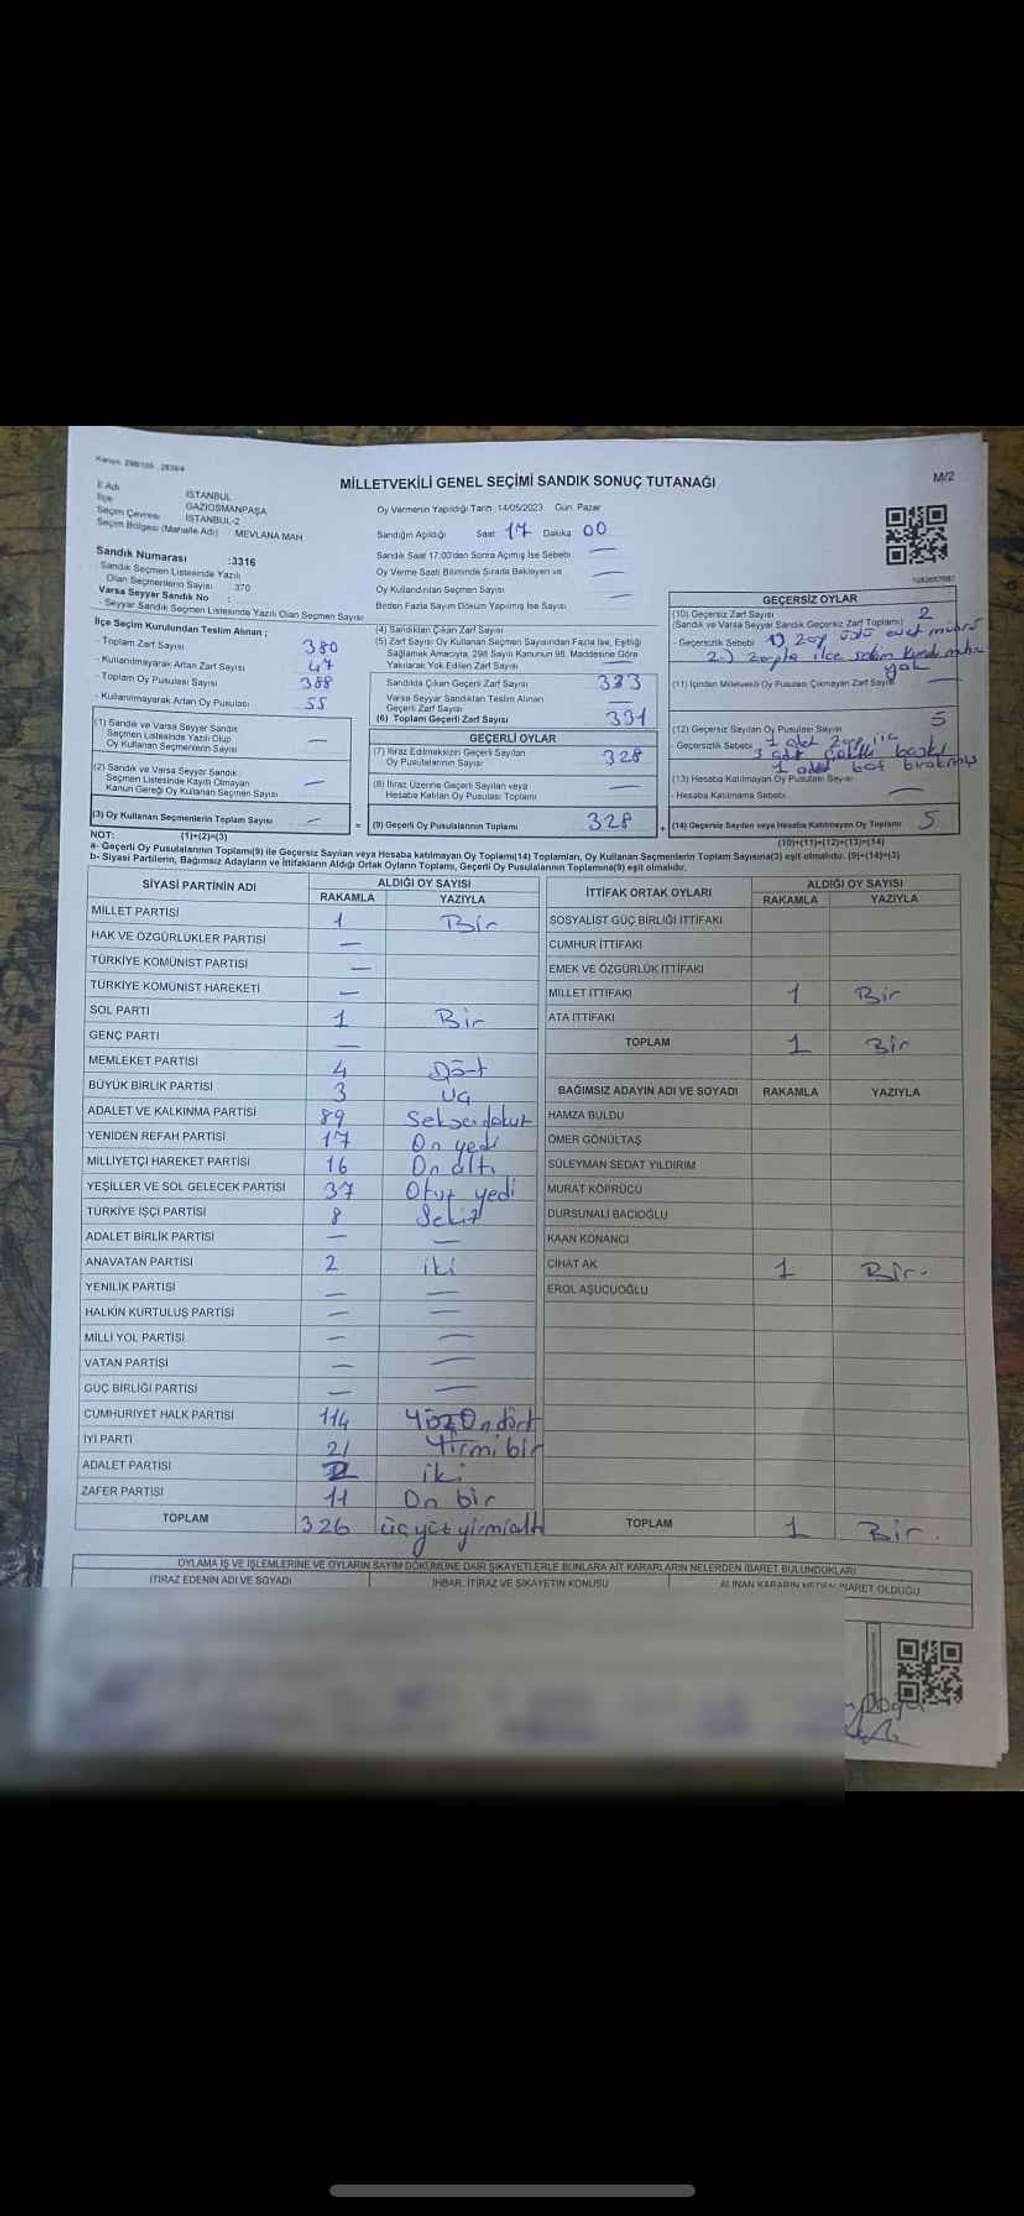 Kanun: 298/105 , 2839/4
MİLLETVEKİLİ GENEL SEÇİMİ SANDIK SONUÇ TUTANAĞI
M/2
İl Adı İSTANBUL
İlçe GAZİOSMANPAŞA
Seçim Çevresi İSTANBUL-2
Seçim Bölgesi (Mahalle Adı) MEVLANA MAH
Sandık Numarası :3316
Sandık Seçmen Listesinde Yazılı
Olan Seçmenlerin Sayısı 370
Varsa Seyyar Sandık No :
- Seyyar Sandık Seçmen Listesinde Yazılı Olan Seçmen Sayısı
Oy Vermenin Yapıldığı Tarih 14/05/2023 Gün: Pazar
Sandığın Açıldığı Saat 17 Dakika 00
Sandık Saat 17:00'den Sonra Açılmış İse Sebebi —
Oy Verme Saati Bitiminde Sırada Bekleyen ve —
Oy Kullandırılan Seçmen Sayısı —
Birden Fazla Sayım Döküm Yapılmış İse Sayısı
İlçe Seçim Kurulundan Teslim Alınan ;
- Toplam Zarf Sayısı 380
- Kullanılmayarak Artan Zarf Sayısı 47
- Toplam Oy Pusulası Sayısı 388
- Kullanılmayarak Artan Oy Pusulası 55
(1) Sandık ve Varsa Seyyar Sandık
Seçmen Listesinde Yazılı Olup
Oy Kullanan Seçmenlerin Sayısı —
(2) Sandık ve Varsa Seyyar Sandık
Seçmen Listesinde Kayıtlı Olmayan
Kanun Gereği Oy Kullanan Seçmen Sayısı —
(3) Oy Kullanan Seçmenlerin Toplam Sayısı —
(1)+(2)=(3)
(4) Sandıktan Çıkan Zarf Sayısı
(5) Zarf Sayısı Oy Kullanan Seçmen Sayısından Fazla İse, Eşitliği
Sağlamak Amacıyla, 298 Sayılı Kanunun 98. Maddesine Göre
Yakılarak Yok Edilen Zarf Sayısı —
Sandıkda Çıkan Geçerli Zarf Sayısı 333
Varsa Seyyar Sandıktan Teslim Alınan
Geçerli Zarf Sayısı —
(6) Toplam Geçerli Zarf Sayısı 331
GEÇERLİ OYLAR
(7) İtiraz Edilmeksizin Geçerli Sayılan
Oy Pusulalarının Sayısı 328
(8) İtiraz Üzerine Geçerli Sayılan veya
Hesaba Katılan Oy Pusulası Toplamı —
= (9) Geçerli Oy Pusulalarının Toplamı 328
GEÇERSİZ OYLAR
(10) Geçersiz Zarf Sayısı 2
(Sandık ve Varsa Seyyar Sandık Geçersiz Zarf Toplamı)
- Geçersizlik Sebebi 1) 2oy üstü evet mührü
2.) zarfta ilçe seçim kurulu mührü
yok
(11) İçinden Milletvekili Oy Pusulası Çıkmayan Zarf Sayısı —
(12) Geçersiz Sayılan Oy Pusulası Sayısı 5
- Geçersizlik Sebebi 1 adet
3 adet baskı
1 adet boş bırakmış
(13) Hesaba Katılmayan Oy Pusulası Sayısı
- Hesaba Katılmama Sebebi —
+ (14) Geçersiz Sayılan veya Hesaba Katılmayan Oy Toplamı 5
(10)+(11)+(12)+(13)=(14)
NOT:
a- Geçerli Oy Pusulalarının Toplamı(9) ile Geçersiz Sayılan veya Hesaba katılmayan Oy Toplamı(14) Toplamları, Oy Kullanan Seçmenlerin Toplam Sayısına(3) eşit olmalıdır. (9)+(14)=(3)
b- Siyasi Partilerin, Bağımsız Adayların ve İttifakların Aldığı Ortak Oyların Toplamı, Geçerli Oy Pusulalarının Toplamına(9) eşit olmalıdır.
SİYASİ PARTİNİN ADI ALDIĞI OY SAYISI
RAKAMLA YAZIYLA
MİLLET PARTİSİ 1 Bir
HAK VE ÖZGÜRLÜKLER PARTİSİ —
TÜRKİYE KOMÜNİST PARTİSİ —
TÜRKİYE KOMÜNİST HAREKETİ —
SOL PARTİ 1 Bir
GENÇ PARTİ —
MEMLEKET PARTİSİ 4 Dört
BÜYÜK BİRLİK PARTİSİ 3 Üç
ADALET VE KALKINMA PARTİSİ 89 Seksendokuz
YENİDEN REFAH PARTİSİ 17 On yedi
MİLLİYETÇİ HAREKET PARTİSİ 16 On altı
YEŞİLLER VE SOL GELECEK PARTİSİ 37 Otuz yedi
TÜRKİYE İŞÇİ PARTİSİ 8 Sekiz
ADALET BİRLİK PARTİSİ — —
ANAVATAN PARTİSİ 2 iki
YENİLİK PARTİSİ — —
HALKIN KURTULUŞ PARTİSİ — —
MİLLİ YOL PARTİSİ — —
VATAN PARTİSİ — —
GÜÇ BİRLİĞİ PARTİSİ — —
CUMHURİYET HALK PARTİSİ 114 YüzOndört
İYİ PARTİ 21 Yirmi bir
ADALET PARTİSİ 2 iki
ZAFER PARTİSİ 11 On bir
TOPLAM 326 üçyüzyirmialtı
İTTİFAK ORTAK OYLARI ALDIĞI OY SAYISI
RAKAMLA YAZIYLA
SOSYALİST GÜÇ BİRLİĞİ İTTİFAKI
CUMHUR İTTİFAKI
EMEK VE ÖZGÜRLÜK İTTİFAKI
MİLLET İTTİFAKI 1 Bir
ATA İTTİFAKI
TOPLAM 1 Bir
BAĞIMSIZ ADAYIN ADI VE SOYADI RAKAMLA YAZIYLA
HAMZA BULDU
ÖMER GÖNÜLTAŞ
SÜLEYMAN SEDAT YILDIRIM
MURAT KÖPRÜCÜ
DURSUNALİ BACIOĞLU
KAAN KONANCI
CİHAT AK 1 Bir.
EROL AŞUCUOĞLU
TOPLAM 1 Bir.
OYLAMA İŞ VE İŞLEMLERİNE VE OYLARIN SAYIM DÖKÜMÜNE DAİR ŞİKAYETLERLE BUNLARA AİT KARARLARIN NELERDEN İBARET BULUNDUKLARI
İTİRAZ EDENİN ADI VE SOYADI İHBAR, İTİRAZ VE ŞİKAYETİN KONUSU ALINAN KARARIN NEDEN İBARET OLDUĞU